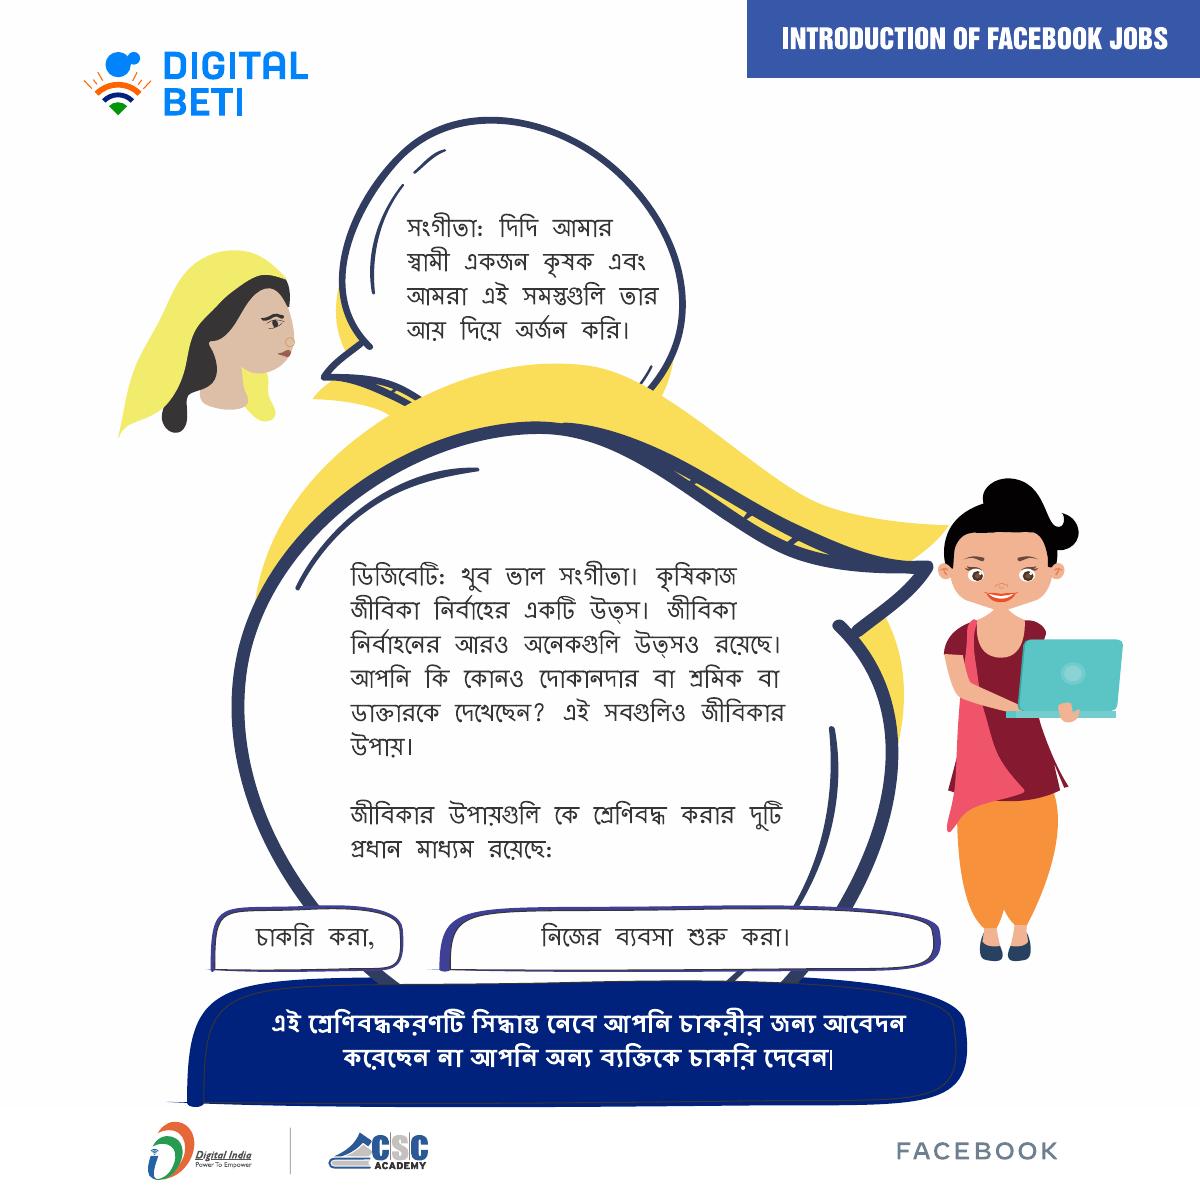 INTRODUCTION OF FACEBOOK JOBS
DIGITAL
BETI
সংগীতা: দিদি আমার
স্বামী একজন কৃষক এবং
আমরা এই সমস্তগুলি তার
আয় দিয়ে অর্জন করি।
ডিজিবেটি: খুব ভাল সংগীতা। কৃষিকাজ
জীবিকা নির্বাহের একটি উত্স। জীবিকা
নির্বাহনের আরও অনেকগুলি উত্সও রয়েছে।
আপনি কি কোনও দোকানদার বা শ্রমিক বা
ডাক্তারকে দেখেছেন? এই সবগুলিও জীবিকার
উপায়।
জীবিকার উপায়গুলি কে শ্রেণিবদ্ধ করার দুটি
প্রধান মাধ্যম রয়েছে:
চাকরি করা,
নিজের ব্যবসা শুরু করা।
এই শ্রেণিবদ্ধকরণটি সিদ্ধান্ত নেবে আপনি চাকরীর জন্য আবেদন
করেছেন না আপনি অন্য ব্যক্তিকে চাকরি দেবেন|
Digital India
Power To Empower
CSC
ACADEMY
FACEBOOK